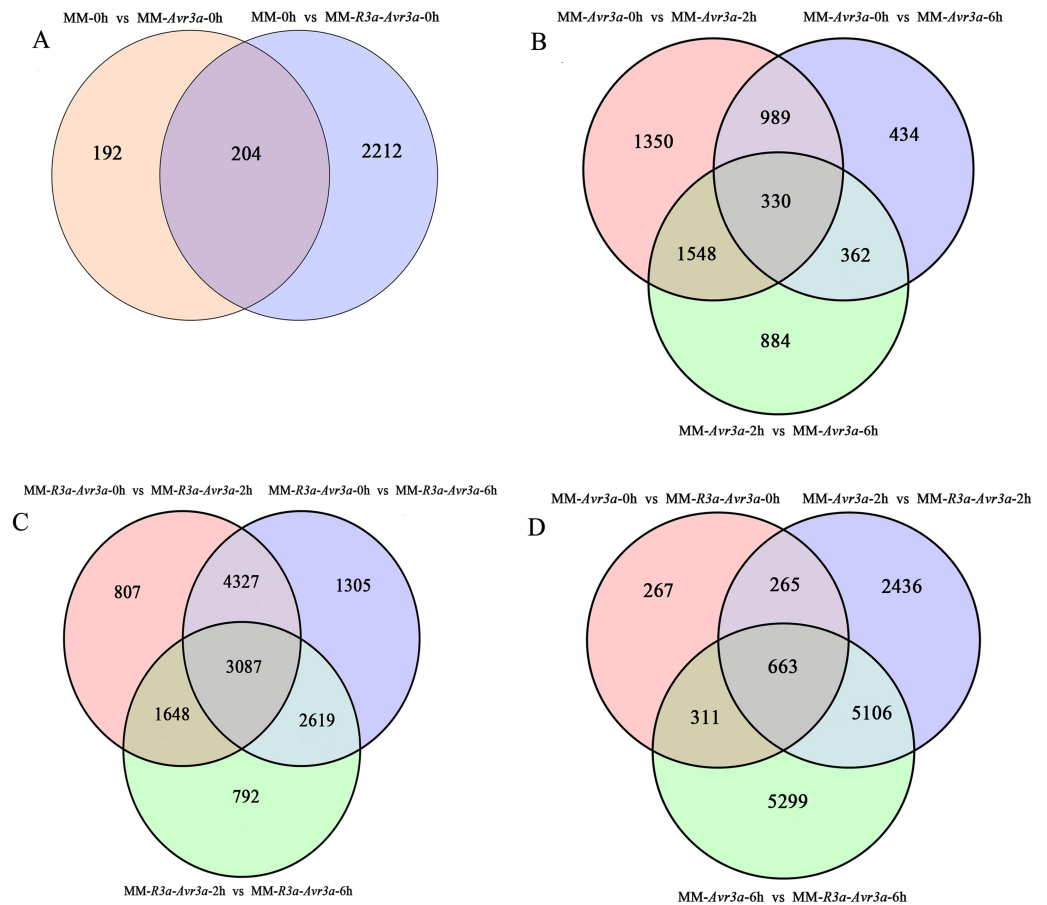 MM-0h vs MM-Avr3a-0h
MM-0h vs MM-R3a-Avr3a-0h
A
192
204
2212
MM-Avr3a-0h vs MM-Avr3a-2h
MM-Avr3a-0h vs MM-Avr3a-6h
B
1350
989
434
330
1548
362
884
MM-Avr3a-2h vs MM-Avr3a-6h
MM-R3a-Avr3a-0h vs MM-R3a-Avr3a-2h
MM-R3a-Avr3a-0h vs MM-R3a-Avr3a-6h
C
807
4327
1305
3087
1648
2619
792
MM-R3a-Avr3a-2h vs MM-R3a-Avr3a-6h
MM-Avr3a-0h vs MM-R3a-Avr3a-0h
MM-Avr3a-2h vs MM-R3a-Avr3a-2h
D
267
265
2436
663
311
5106
5299
MM-Avr3a-6h vs MM-R3a-Avr3a-6h